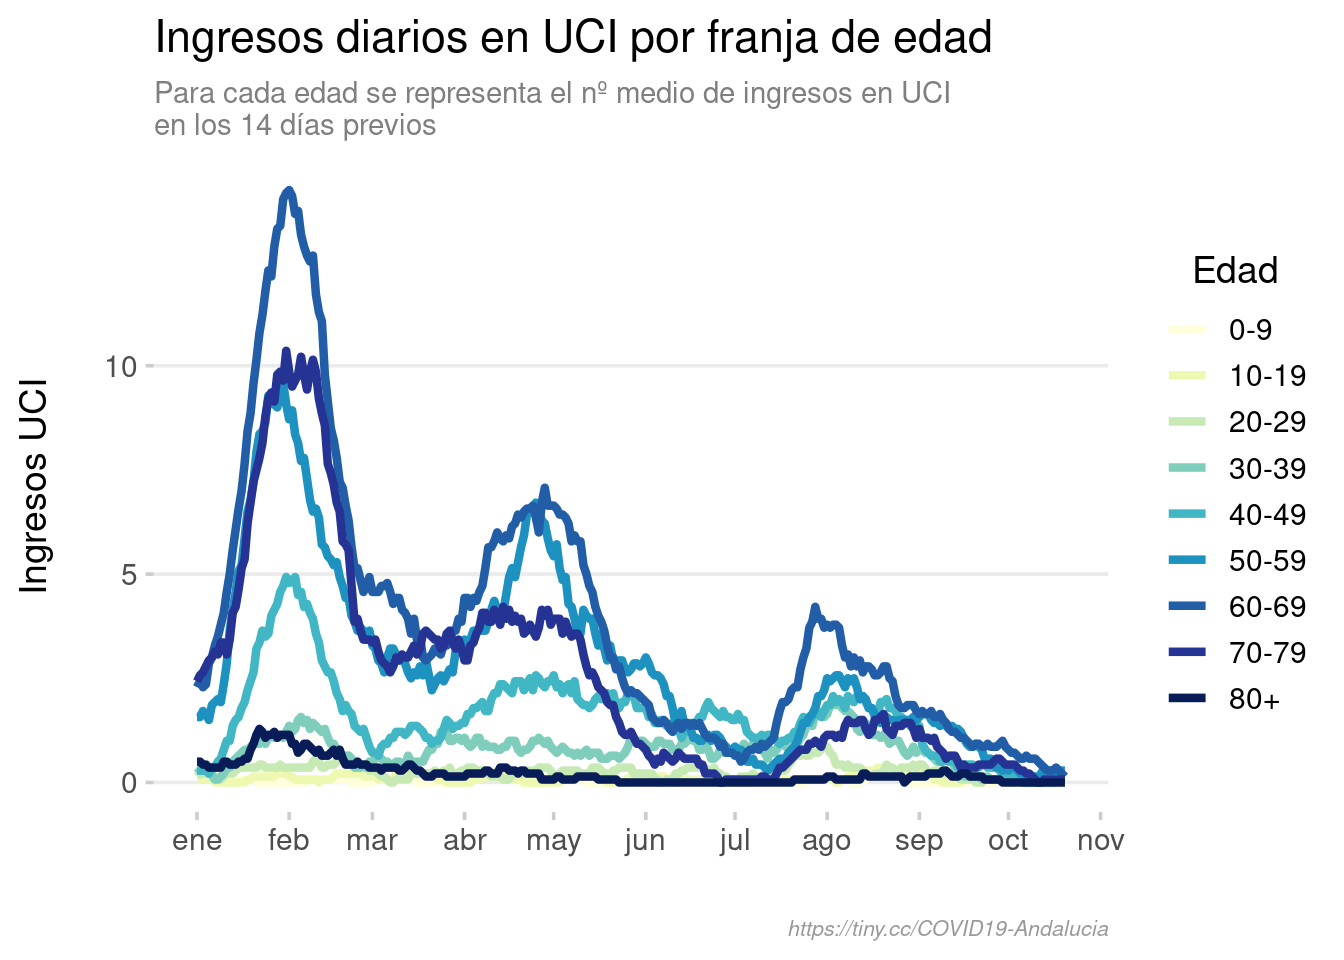 Ingresos diarios en UCI por franja de edad
Para cada edad se representa el nº medio de ingresos en UCI
en los 14 días previos
Ingresos UCI
10
5
0
ene feb mar abr may jun jul ago sep oct nov
Edad
0-9
10-19
20-29
30-39
40-49
50-59
60-69
70-79
80+
https://tiny.cc/COVID19-Andalucia